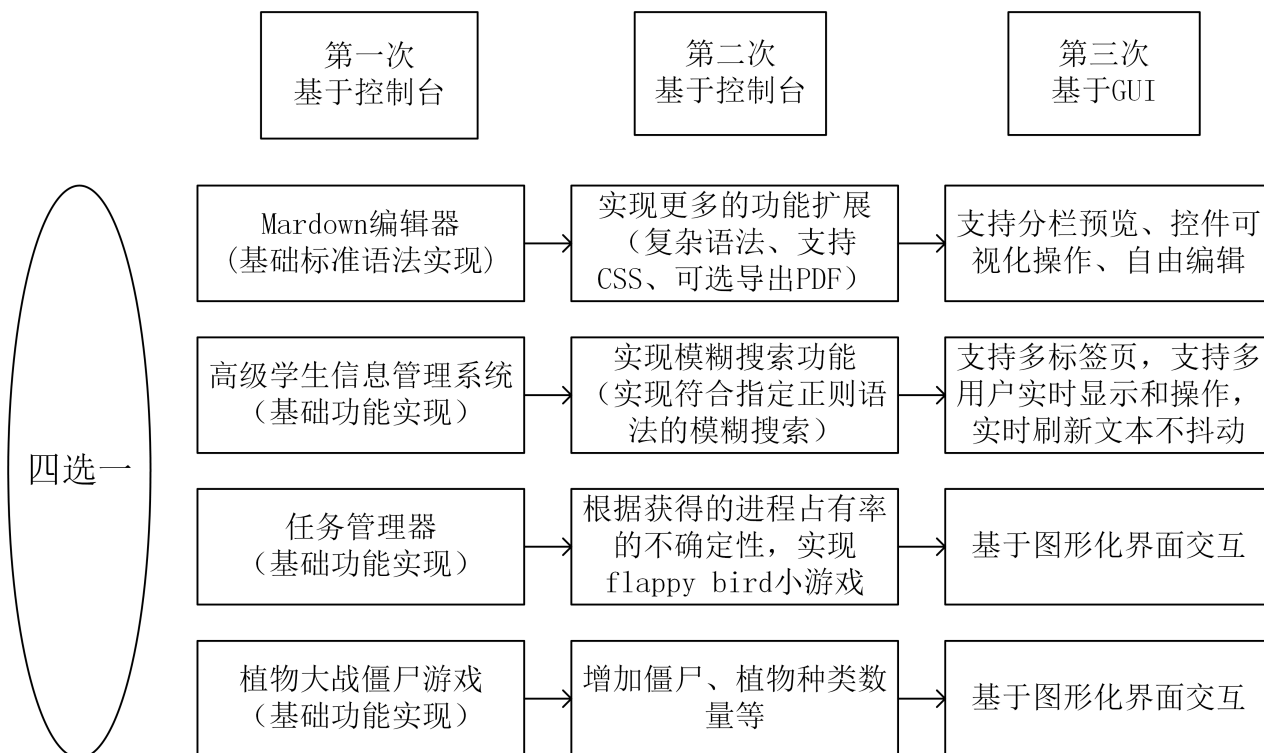 第一次
基于控制台
第二次
基于控制台
第三次
基于GUI
四选一
Mardown编辑器
(基础标准语法实现)
实现更多的功能扩展
（复杂语法、支持
CSS、可选导出PDF）
支持分栏预览、控件可
视化操作、自由编辑
高级学生信息管理系统
（基础功能实现）
实现模糊搜索功能
（实现符合指定正则语
法的模糊搜索）
支持多标签页，支持多
用户实时显示和操作，
实时刷新文本不抖动
任务管理器
（基础功能实现）
根据获得的进程占有率
的不确定性，实现
flappy bird小游戏
基于图形化界面交互
植物大战僵尸游戏
（基础功能实现）
增加僵尸、植物种类数
量等
基于图形化界面交互